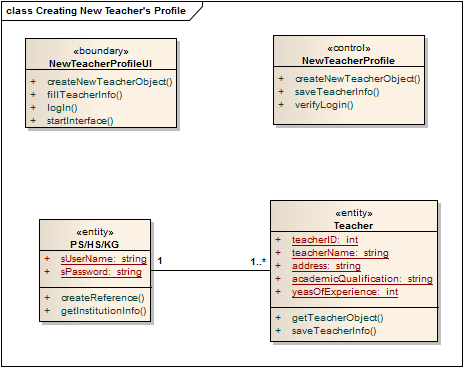 class Creating New Teacher's Profile
«boundary»
NewTeacherProfileUI
+ createNewTeacherObject()
+ fillTeacherInfo()
+ logIn()
+ startInterface()
«control»
NewTeacherProfile
+ createNewTeacherObject()
+ saveTeacherInfo()
+ verifyLogin()
«entity»
PS/HS/KG
+ sUserName: string
+ sPassword: string
+ createReference()
+ getInstitutionInfo()
1
1..*
«entity»
Teacher
+ teacherID: int
+ teacherName: string
+ address: string
+ academicQualification: string
+ yeasOfExperience: int
+ getTeacherObject()
+ saveTeacherInfo()